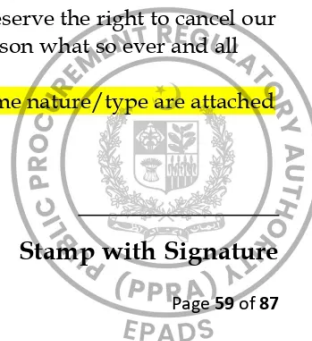 eserve the right to cancel our
son what so ever and all
me nature/type are attached
Stamp with Signature
Page 59 of 87
PUBLIC PROCUREMENT REGULATORY AUTHORITY
(PPRA)
EPADS